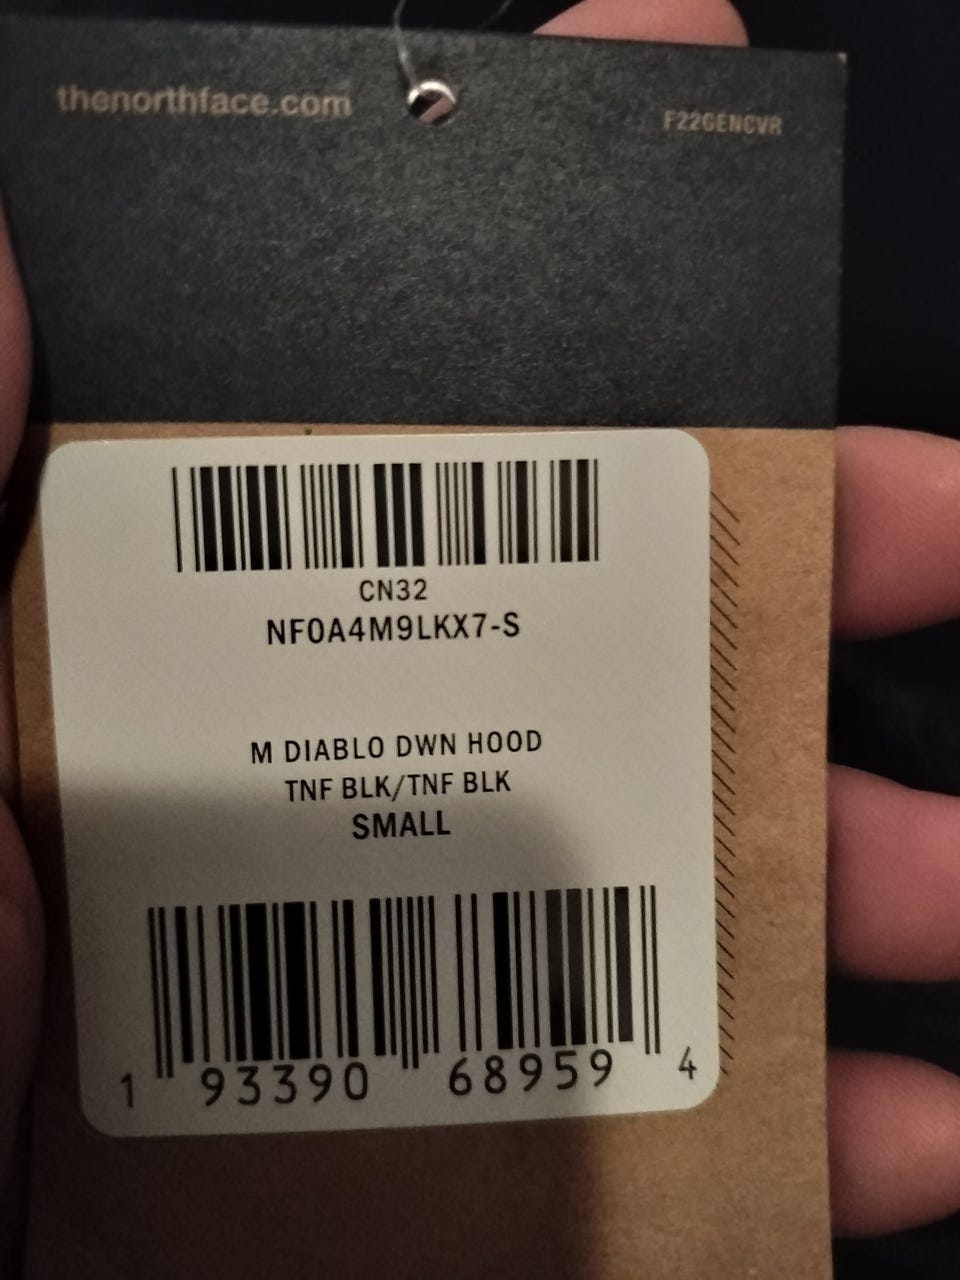 thenorthface.com
F22GENCVR
CN32
NF0A4M9LKX7-S
M DIABLO DWN HOOD
TNF BLK/TNF BLK
SMALL
1 93390 68959 4